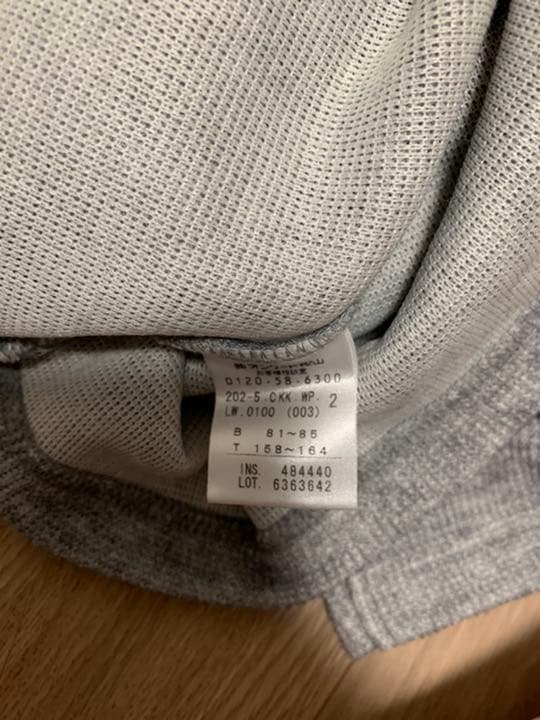 0120-58-6300
202-5.CKK.WP. 2
LW.0100 (003)
B 81~85
T 158~164
INS. 484440
LOT. 6363642